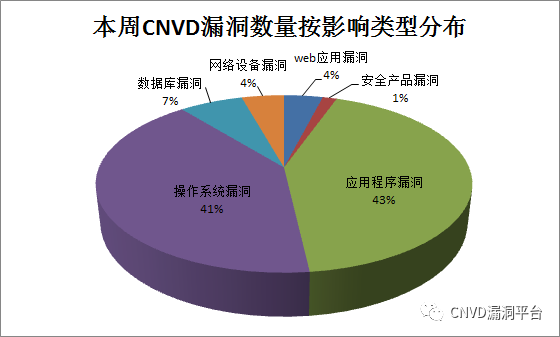 本周CNVD漏洞数量按影响类型分布
web应用漏洞
4%
安全产品漏洞
1%
应用程序漏洞
43%
操作系统漏洞
41%
数据库漏洞
7%
网络设备漏洞
4%
CNVD漏洞平台